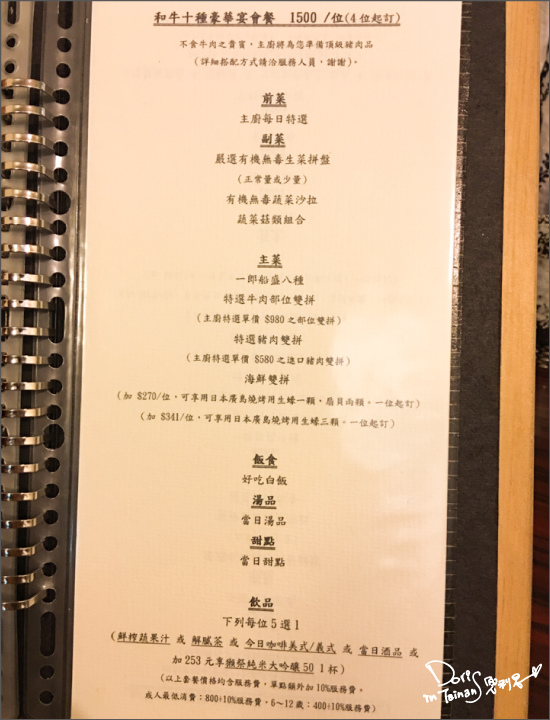 和牛十種豪華宴會餐 1500 /位(4位起訂)
不食牛肉之貴賓，主廚將為您準備頂級豬肉品
(詳細搭配方式請洽服務人員，謝謝)。
前菜
主廚每日特選
副菜
嚴選有機無毒生菜拼盤
(正常量或少量)
有機無毒蔬菜沙拉
蔬菜菇類組合
主菜
一郎船盛八種
特選牛肉部位雙拼
(主廚特選單價 $980 之部位雙拼)
特選豬肉雙拼
(主廚特選單價 $580 之進口豬肉雙拼)
海鮮雙拼
(加 $270/位，可享用日本廣島燒烤用生蠔一顆，扇貝兩顆。一位起訂)
(加 $341/位，可享用日本廣島燒烤用生蠔三顆。一位起訂)
飯食
好吃白飯
湯品
當日湯品
甜點
當日甜點
飲品
下列每位 5 選 1
(鮮榨蔬果汁 或 解膩茶 或 今日咖啡美式/義式 或 當日酒品 或
加 253 元享獺祭純米大吟釀 50 1 杯)
(以上套餐價格均含服務費，單點額外加 10%服務費。
成人最低消費：800+10%服務費，6～12 歲：400+10%服務費)
Doris
in Tainan